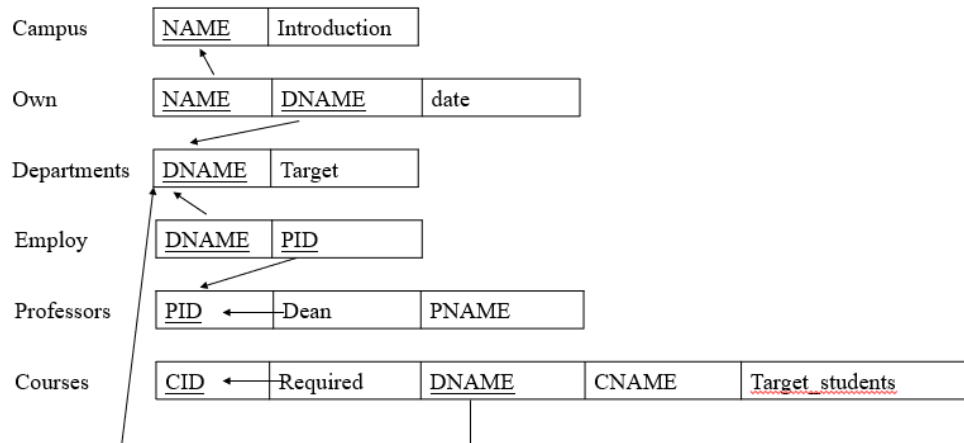 Campus NAME Introduction
Own NAME DNAME date
Departments DNAME Target
Employ DNAME PID
Professors PID Dean PNAME
Courses CID Required DNAME CNAME Target_students